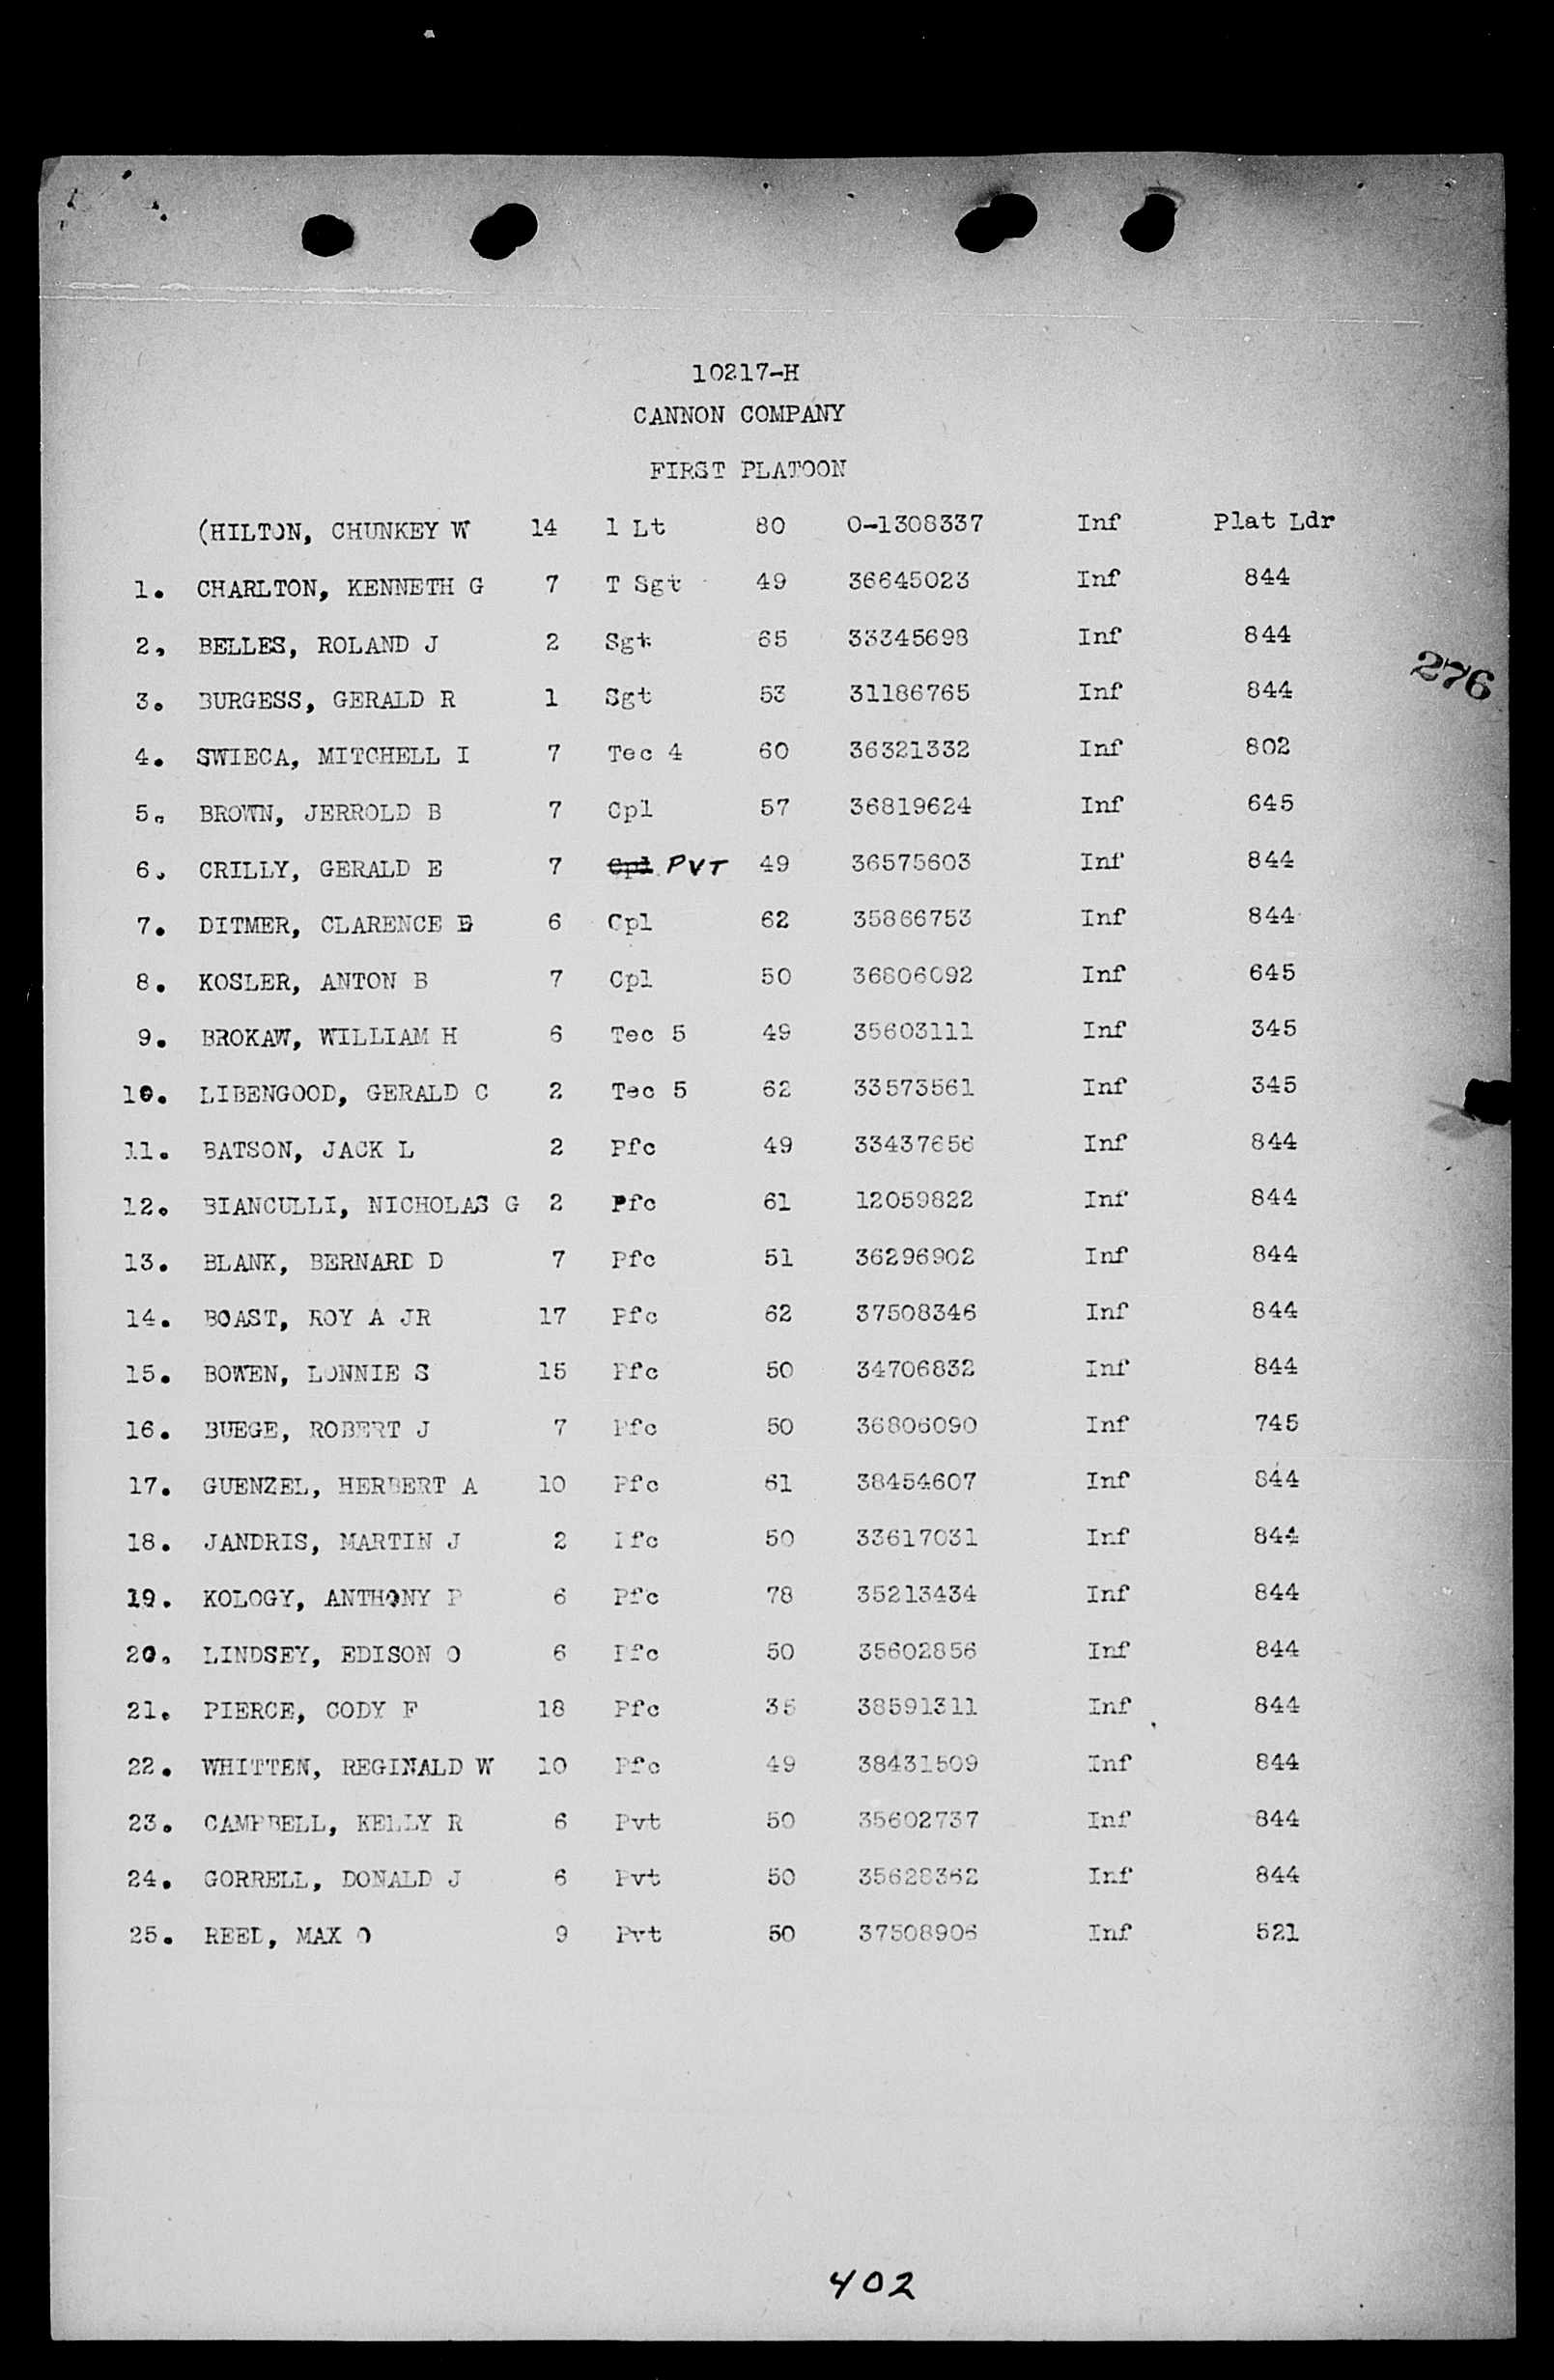 10217-H
CANNON COMPANY
FIRST PLATOON
(HILTON, CHUNKEY W 14 1 Lt 80 O-1308337 Inf Plat Ldr
1. CHARLTON, KENNETH G 7 T Sgt 49 36645023 Inf 844
2. BELLES, ROLAND J 2 Sgt 65 33345698 Inf 844
276
3. BURGESS, GERALD R 1 Sgt 53 31186765 Inf 844
4. SWIECA, MITCHELL I 7 Tec 4 60 36321332 Inf 802
5. BROWN, JERROLD B 7 Cpl 57 36819624 Inf 645
6. CRILLY, GERALD E 7 Cpl PVT 49 36575603 Inf 844
7. DITMER, CLARENCE E 6 Cpl 62 35866753 Inf 844
8. KOSLER, ANTON B 7 Cpl 50 36806092 Inf 645
9. BROKAW, WILLIAM H 6 Tec 5 49 35603111 Inf 345
10. LIBENGOOD, GERALD C 2 Tec 5 62 33573561 Inf 345
11. BATSON, JACK L 2 Pfc 49 33437656 Inf 844
12. BIANCULLI, NICHOLAS G 2 Pfc 61 12059822 Inf 844
13. BLANK, BERNARD D 7 Pfc 51 36296902 Inf 844
14. BOAST, ROY A JR 17 Pfc 62 37508346 Inf 844
15. BOWEN, LONNIE S 15 Pfc 50 34706832 Inf 844
16. BUEGE, ROBERT J 7 Pfc 50 36806090 Inf 745
17. GUENZEL, HERBERT A 10 Pfc 61 38454607 Inf 844
18. JANDRIS, MARTIN J 2 Pfc 50 33617031 Inf 844
19. KOLOGY, ANTHONY P 6 Pfc 78 35213434 Inf 844
20. LINDSEY, EDISON O 6 Pfc 50 35602856 Inf 844
21. PIERCE, CODY F 18 Pfc 35 38591311 Inf 844
22. WHITTEN, REGINALD W 10 Pfc 49 38431509 Inf 844
23. CAMPBELL, KELLY R 6 Pvt 50 35602737 Inf 844
24. GORRELL, DONALD J 6 Pvt 50 35628362 Inf 844
25. REED, MAX O 9 Pvt 50 37508906 Inf 521
402